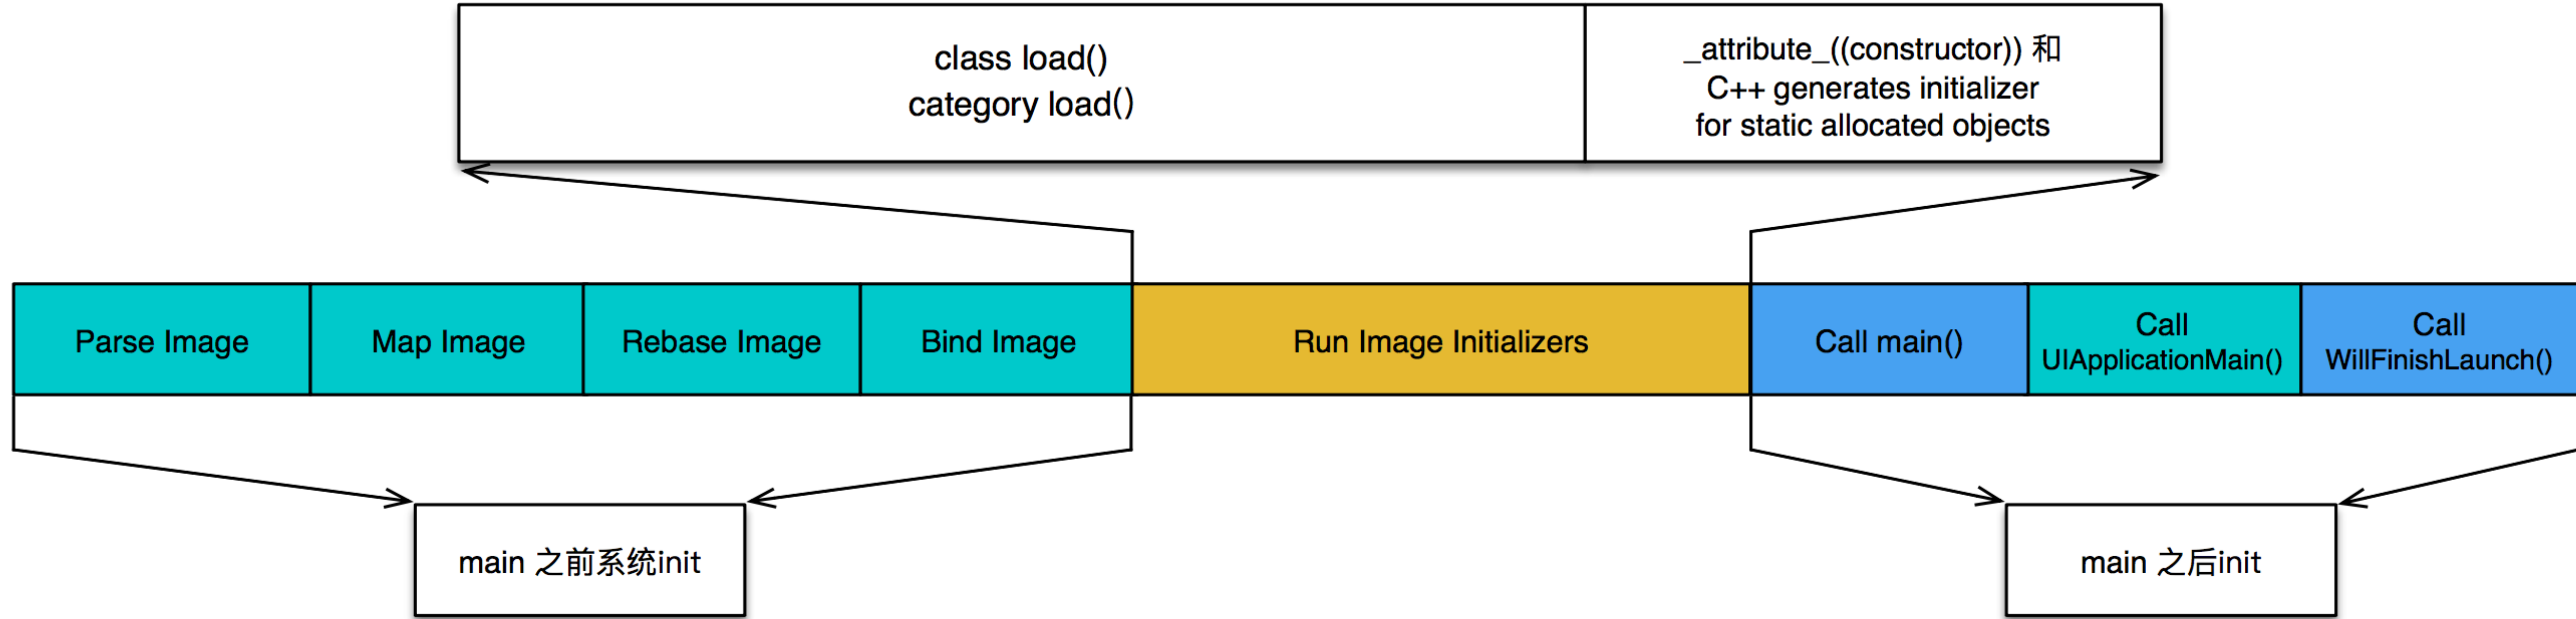 class load()
category load()
_attribute_((constructor)) 和
C++ generates initializer
for static allocated objects
Parse Image
Map Image
Rebase Image
Bind Image
Run Image Initializers
Call main()
Call
UIApplicationMain()
Call
WillFinishLaunch()
main 之前系统init
main 之后init